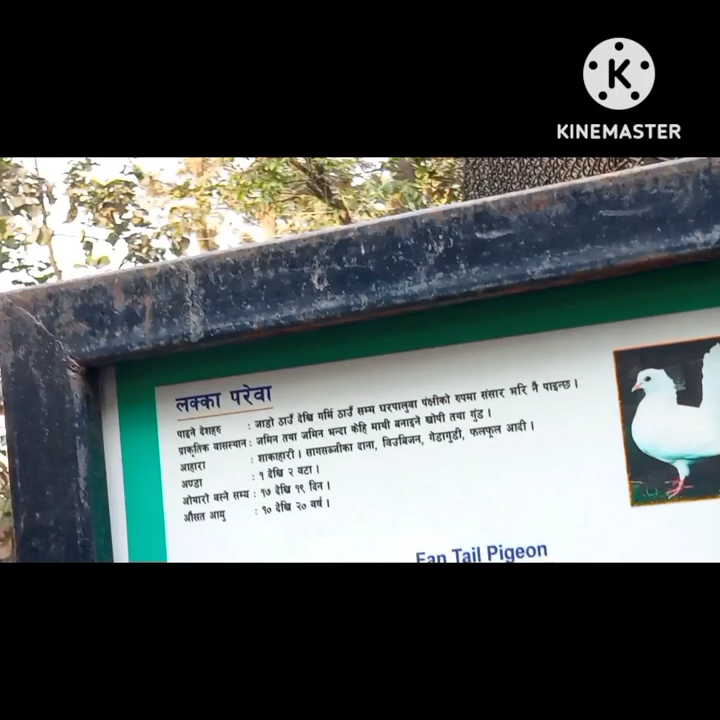 K
KINEMASTER
लक्का परेवा
पाइने देशहरु : जाडो ठाउँ देखि गर्मि ठाउँ सम्म घरपालुवा पंक्षीको रुपमा संसार भरि नै पाइन्छ ।
प्राकृतिक वासस्थान : जमिन तथा जमिन भन्दा केहि माथी बनाइने खोपी तथा गुंड ।
आहारा : शाकाहारी । सागसब्जीका दाना, बिउबिजन, गेडागुडी, फलफूल आदी ।
अण्डा : १ देखि २ वटा ।
ओथारो बस्ने समय : १७ देखि १९ दिन ।
औसत आयु : १० देखि २० वर्ष ।
Fan Tail Pigeon